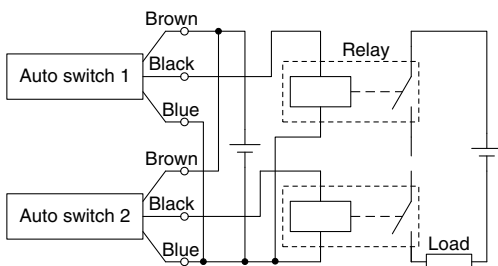 Brown
Relay
Auto switch 1
Black
Blue
Brown
Auto switch 2
Black
Blue
Load